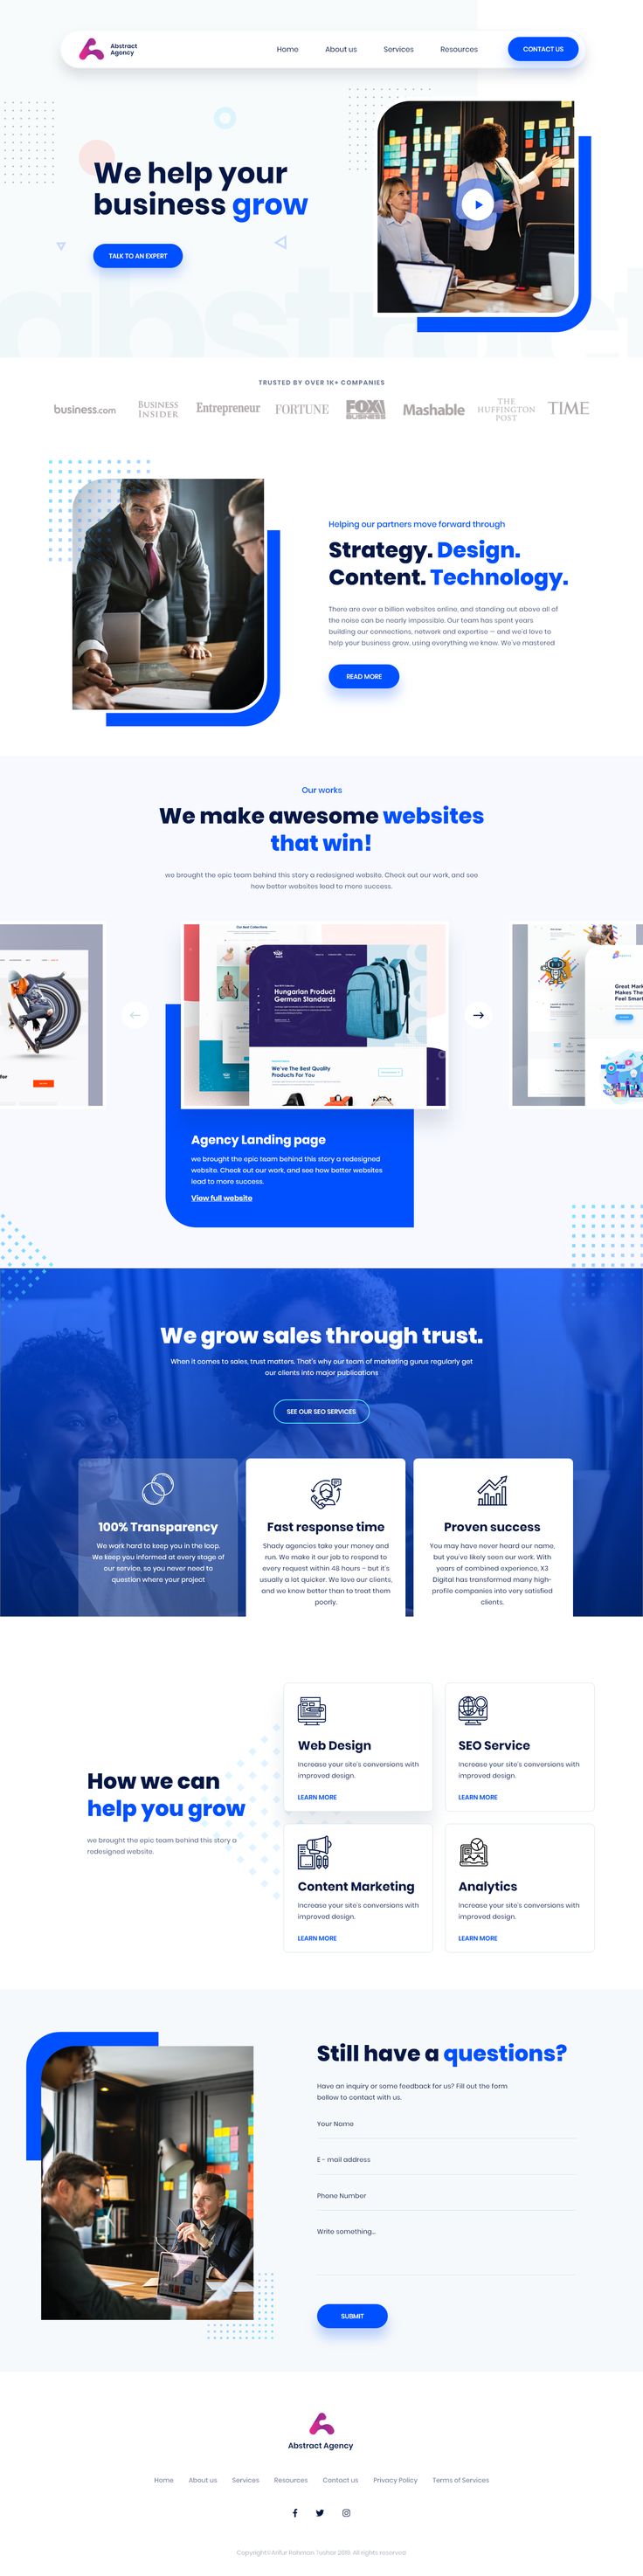 Abstract
Agency
Home
About us
Services
Resources
CONTACT US
We help your
business grow
TALK TO AN EXPERT
abstract
TRUSTED BY OVER 1K+ COMPANIES
business.com
BUSINESS
INSIDER
Entrepreneur
FORTUNE
FOX
BUSINESS
Mashable
THE
HUFFINGTON
POST
TIME
Helping our partners move forward through
Strategy. Design.
Content. Technology.
There are over a billion websites online, and standing out above all of
the noise can be nearly impossible. Our team has spent years
building our connections, network and expertise — and we'd love to
help your business grow, using everything we know. We've mastered
READ MORE
Our works
We make awesome websites
that win!
we brought the epic team behind this story a redesigned website. Check out our work, and see
how better websites lead to more success.
Our Best Collections
Hungarian Product
German Standards
We've The Best Quality
Products For You
for
Great Mark
Makes The
Feel Smart
Agency Landing page
we brought the epic team behind this story a redesigned
website. Check out our work, and see how better websites
lead to more success.
View full website
We grow sales through trust.
When it comes to sales, trust matters. That's why our team of marketing gurus regularly get
our clients into major publications
SEE OUR SEO SERVICES
100% Transparency
We work hard to keep you in the loop.
We keep you informed at every stage of
our service, so you never need to
question where your project
Fast response time
Shady agencies take your money and
run. We make it our job to respond to
every request within 48 hours – but it's
usually a lot quicker. We love our clients,
and we know better than to treat them
poorly.
Proven success
You may have never heard our name,
but you've likely seen our work. With
years of combined experience, X3
Digital has transformed many high-
profile companies into very satisfied
clients.
How we can
help you grow
we brought the epic team behind this story a
redesigned website.
Web Design
Increase your site's conversions with
improved design.
LEARN MORE
SEO Service
Increase your site's conversions with
improved design.
LEARN MORE
Content Marketing
Increase your site's conversions with
improved design.
LEARN MORE
Analytics
Increase your site's conversions with
improved design.
LEARN MORE
Still have a questions?
Have an inquiry or some feedback for us? Fill out the form
bellow to contact with us.
Your Name
E - mail address
Phone Number
Write something...
SUBMIT
Abstract Agency
Home
About us
Services
Resources
Contact us
Privacy Policy
Terms of Services
Copyright©Arifur Rahman Tushar 2019. All rights reserved